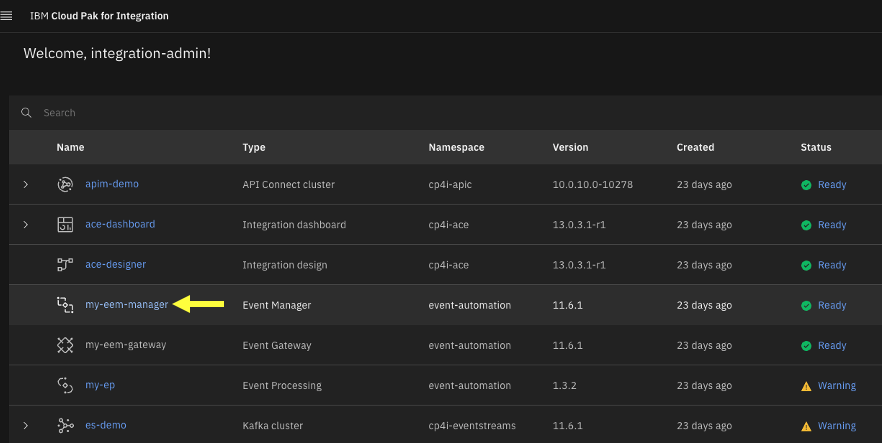 IBM Cloud Pak for Integration
Welcome, integration-admin!
Search
Name Type Namespace Version Created Status
apim-demo API Connect cluster cp4i-apic 10.0.10.0-10278 23 days ago Ready
ace-dashboard Integration dashboard cp4i-ace 13.0.3.1-r1 23 days ago Ready
ace-designer Integration design cp4i-ace 13.0.3.1-r1 23 days ago Ready
my-eem-manager Event Manager event-automation 11.6.1 23 days ago Ready
my-eem-gateway Event Gateway event-automation 11.6.1 23 days ago Ready
my-ep Event Processing event-automation 1.3.2 23 days ago Warning
es-demo Kafka cluster cp4i-eventstreams 11.6.1 23 days ago Warning